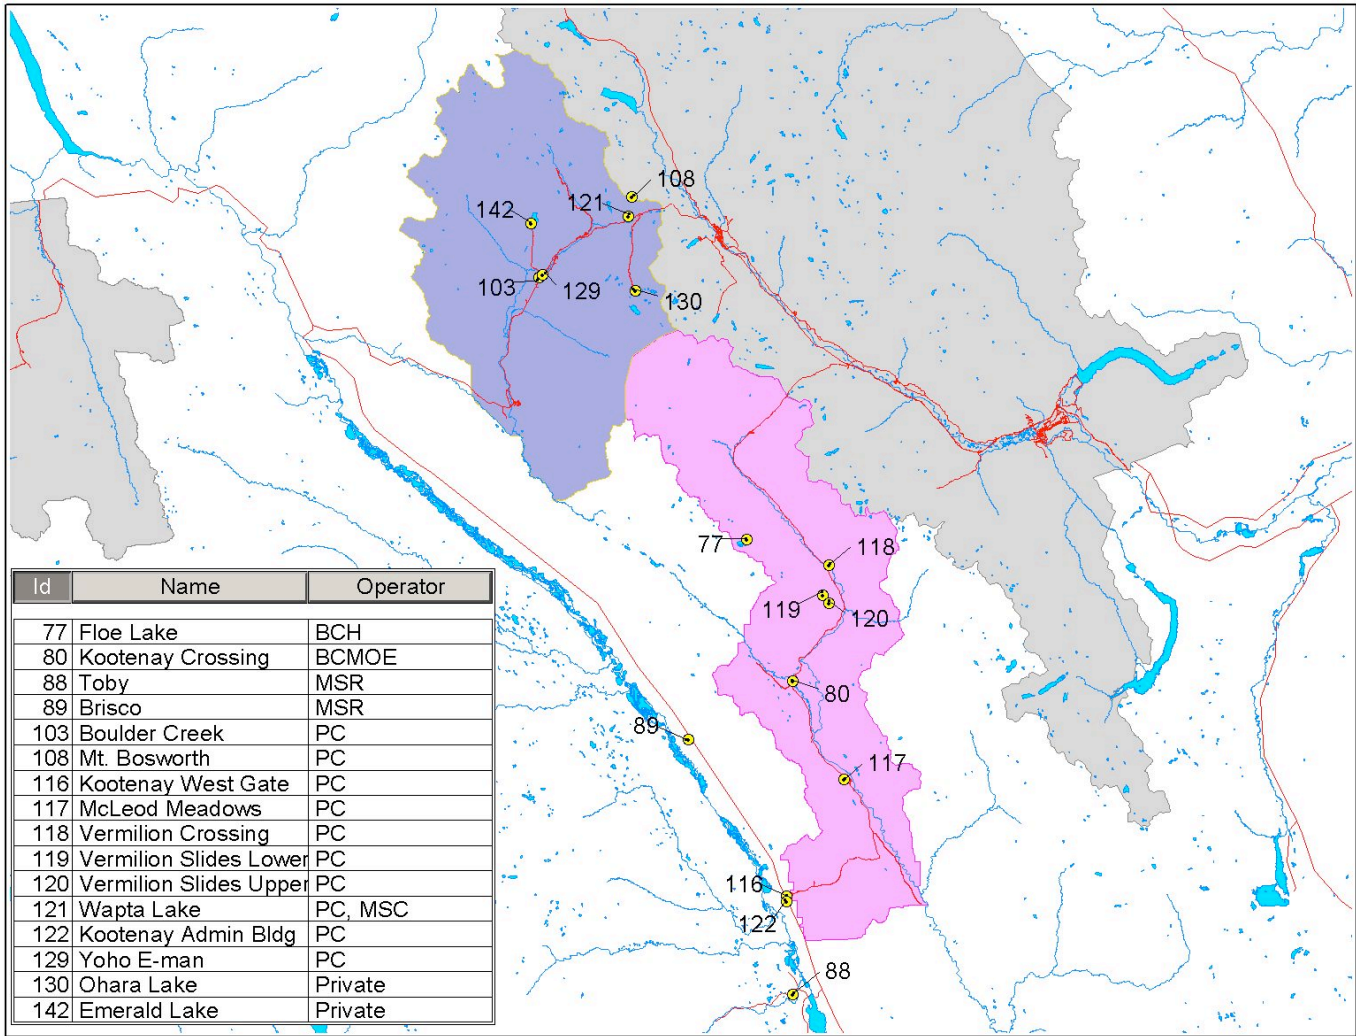 108
121
142
103
129
130
77
118
119
120
80
89
117
116
122
88
Id Name Operator
77 Floe Lake BCH
80 Kootenay Crossing BCMOE
88 Toby MSR
89 Brisco MSR
103 Boulder Creek PC
108 Mt. Bosworth PC
116 Kootenay West Gate PC
117 McLeod Meadows PC
118 Vermilion Crossing PC
119 Vermilion Slides Lower PC
120 Vermilion Slides Upper PC
121 Wapta Lake PC, MSC
122 Kootenay Admin Bldg PC
129 Yoho E-man PC
130 Ohara Lake Private
142 Emerald Lake Private